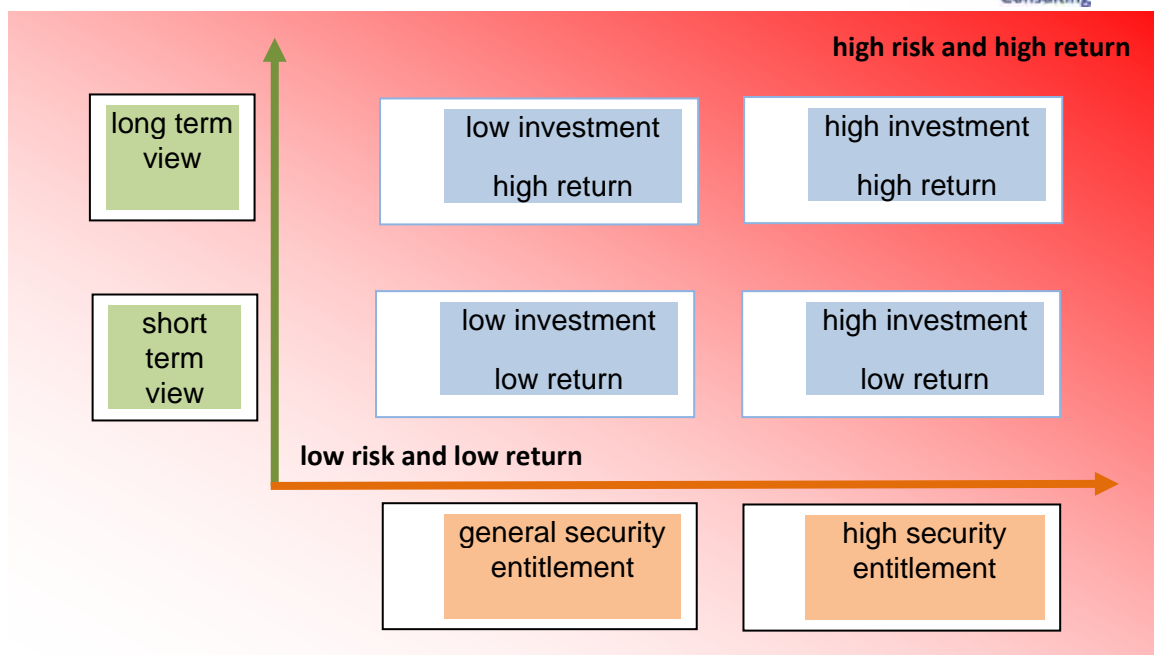 Consulting
high risk and high return
long term
view
low investment
high return
high investment
high return
short
term
view
low investment
low return
high investment
low return
low risk and low return
general security
entitlement
high security
entitlement